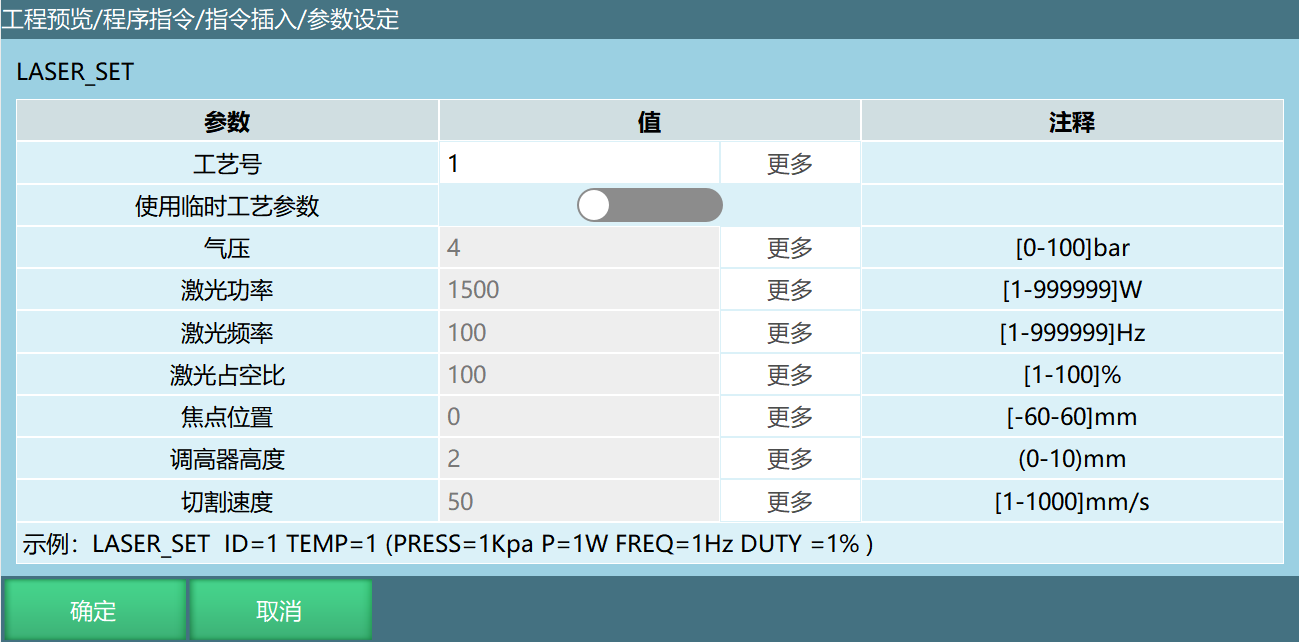 工程预览/程序指令/指令插入/参数设定
LASER_SET
参数 值 注释
工艺号 1 更多
使用临时工艺参数
气压 4 更多 [0-100]bar
激光功率 1500 更多 [1-999999]W
激光频率 100 更多 [1-999999]Hz
激光占空比 100 更多 [1-100]%
焦点位置 0 更多 [-60-60]mm
调高器高度 2 更多 (0-10)mm
切割速度 50 更多 [1-1000]mm/s
示例：LASER_SET ID=1 TEMP=1 (PRESS=1Kpa P=1W FREQ=1Hz DUTY =1% )
确定 取消